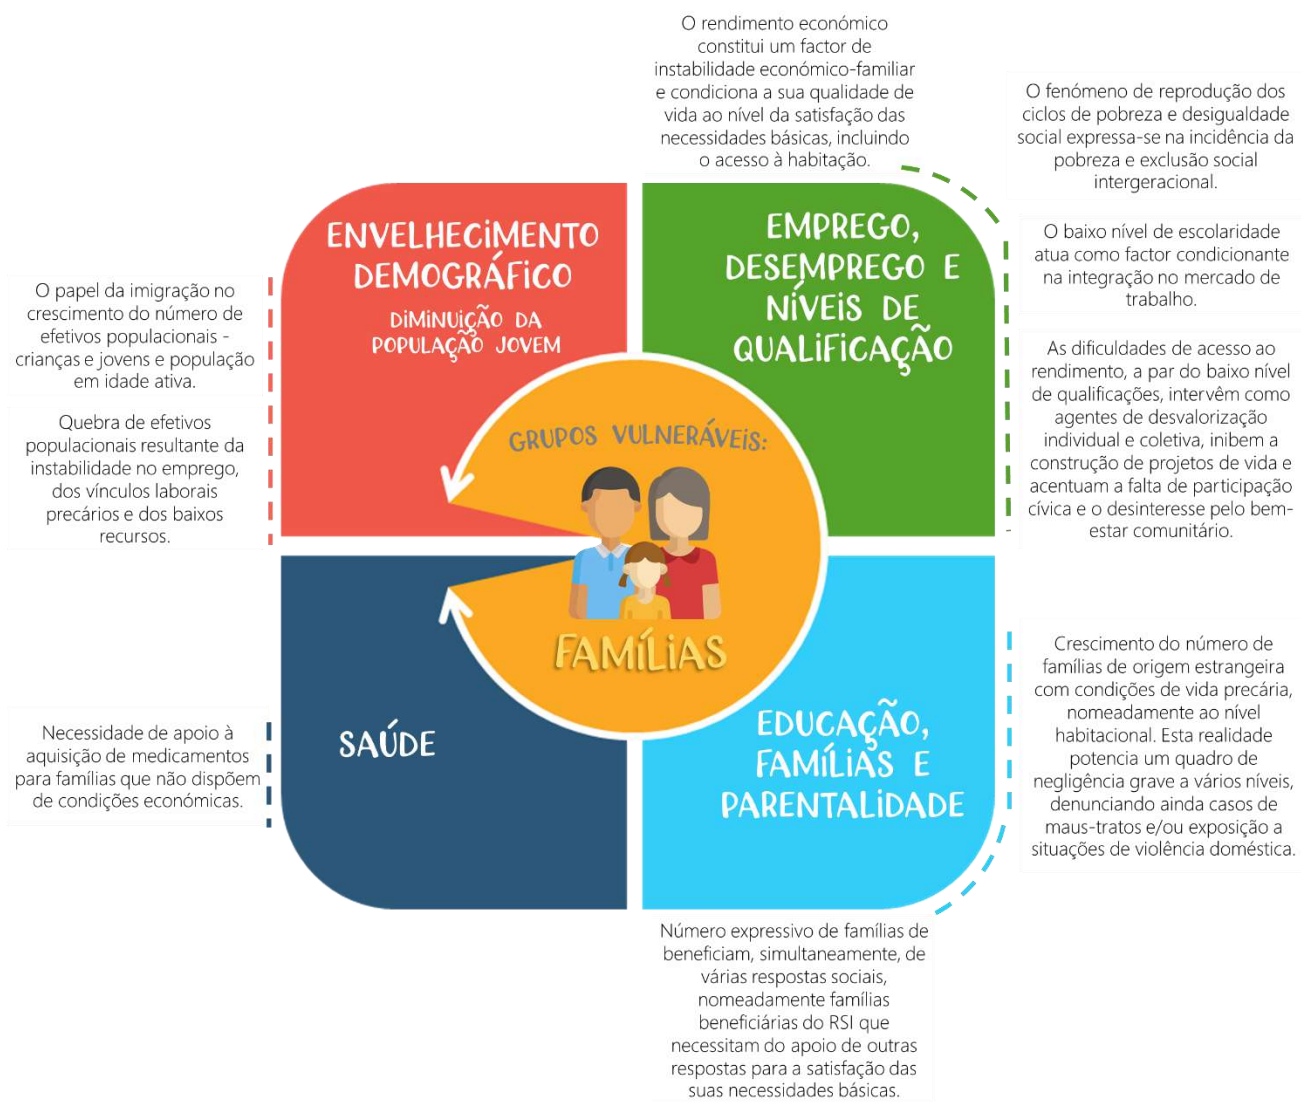 O rendimento económico
constitui um factor de
instabilidade económico-familiar
e condiciona a sua qualidade de
vida ao nível da satisfação das
necessidades básicas, incluindo
o acesso à habitação.
O fenómeno de reprodução dos
ciclos de pobreza e desigualdade
social expressa-se na incidência da
pobreza e exclusão social
intergeracional.
O baixo nível de escolaridade
atua como factor condicionante
na integração no mercado de
trabalho.
As dificuldades de acesso ao
rendimento, a par do baixo nível
de qualificações, intervêm como
agentes de desvalorização
individual e coletiva, inibem a
construção de projetos de vida e
acentuam a falta de participação
cívica e o desinteresse pelo bem-
estar comunitário.
ENVELHECIMENTO
DEMOGRÁFICO
DIMINUIÇÃO DA
POPULAÇÃO JOVEM
EMPREGO,
DESEMPREGO E
NÍVEIS DE
QUALIFICAÇÃO
O papel da imigração no
crescimento do número de
efetivos populacionais -
crianças e jovens e população
em idade ativa.
Quebra de efetivos
populacionais resultante da
instabilidade no emprego,
dos vínculos laborais
precários e dos baixos
recursos.
GRUPOS VULNERÁVEIS:
FAMÍLIAS
SAÚDE
EDUCAÇÃO,
FAMÍLIAS E
PARENTALIDADE
Necessidade de apoio à
aquisição de medicamentos
para famílias que não dispõem
de condições económicas.
Crescimento do número de
famílias de origem estrangeira
com condições de vida precária,
nomeadamente ao nível
habitacional. Esta realidade
potencia um quadro de
negligência grave a vários níveis,
denunciando ainda casos de
maus-tratos e/ou exposição a
situações de violência doméstica.
Número expressivo de famílias de
beneficiam, simultaneamente, de
várias respostas sociais,
nomeadamente famílias
beneficiárias do RSI que
necessitam do apoio de outras
respostas para a satisfação das
suas necessidades básicas.